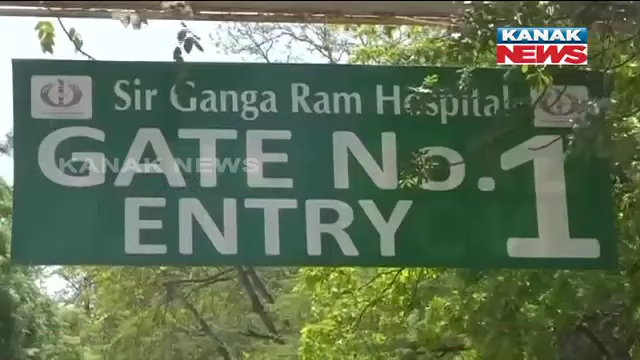 KANAK
NEWS
Sir Ganga Ram Hospital
GATE No. 1
ENTRY
KANAK NEWS